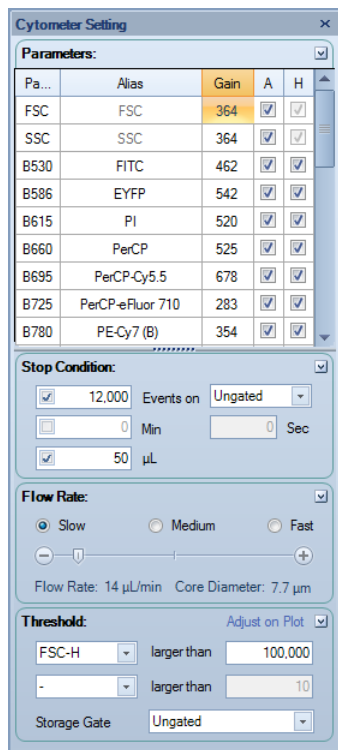 Cytometer Setting
Parameters:
Pa... Alias Gain A H
FSC FSC 364
SSC SSC 364
B530 FITC 462
B586 EYFP 542
B615 PI 520
B660 PerCP 525
B695 PerCP-Cy5.5 678
B725 PerCP-eFluor 710 283
B780 PE-Cy7 (B) 354
Stop Condition:
12,000 Events on Ungated
0 Min 0 Sec
50 µL
Flow Rate:
Slow Medium Fast
Flow Rate: 14 µL/min Core Diameter: 7.7 µm
Threshold: Adjust on Plot
FSC-H larger than 100,000
- larger than 10
Storage Gate Ungated